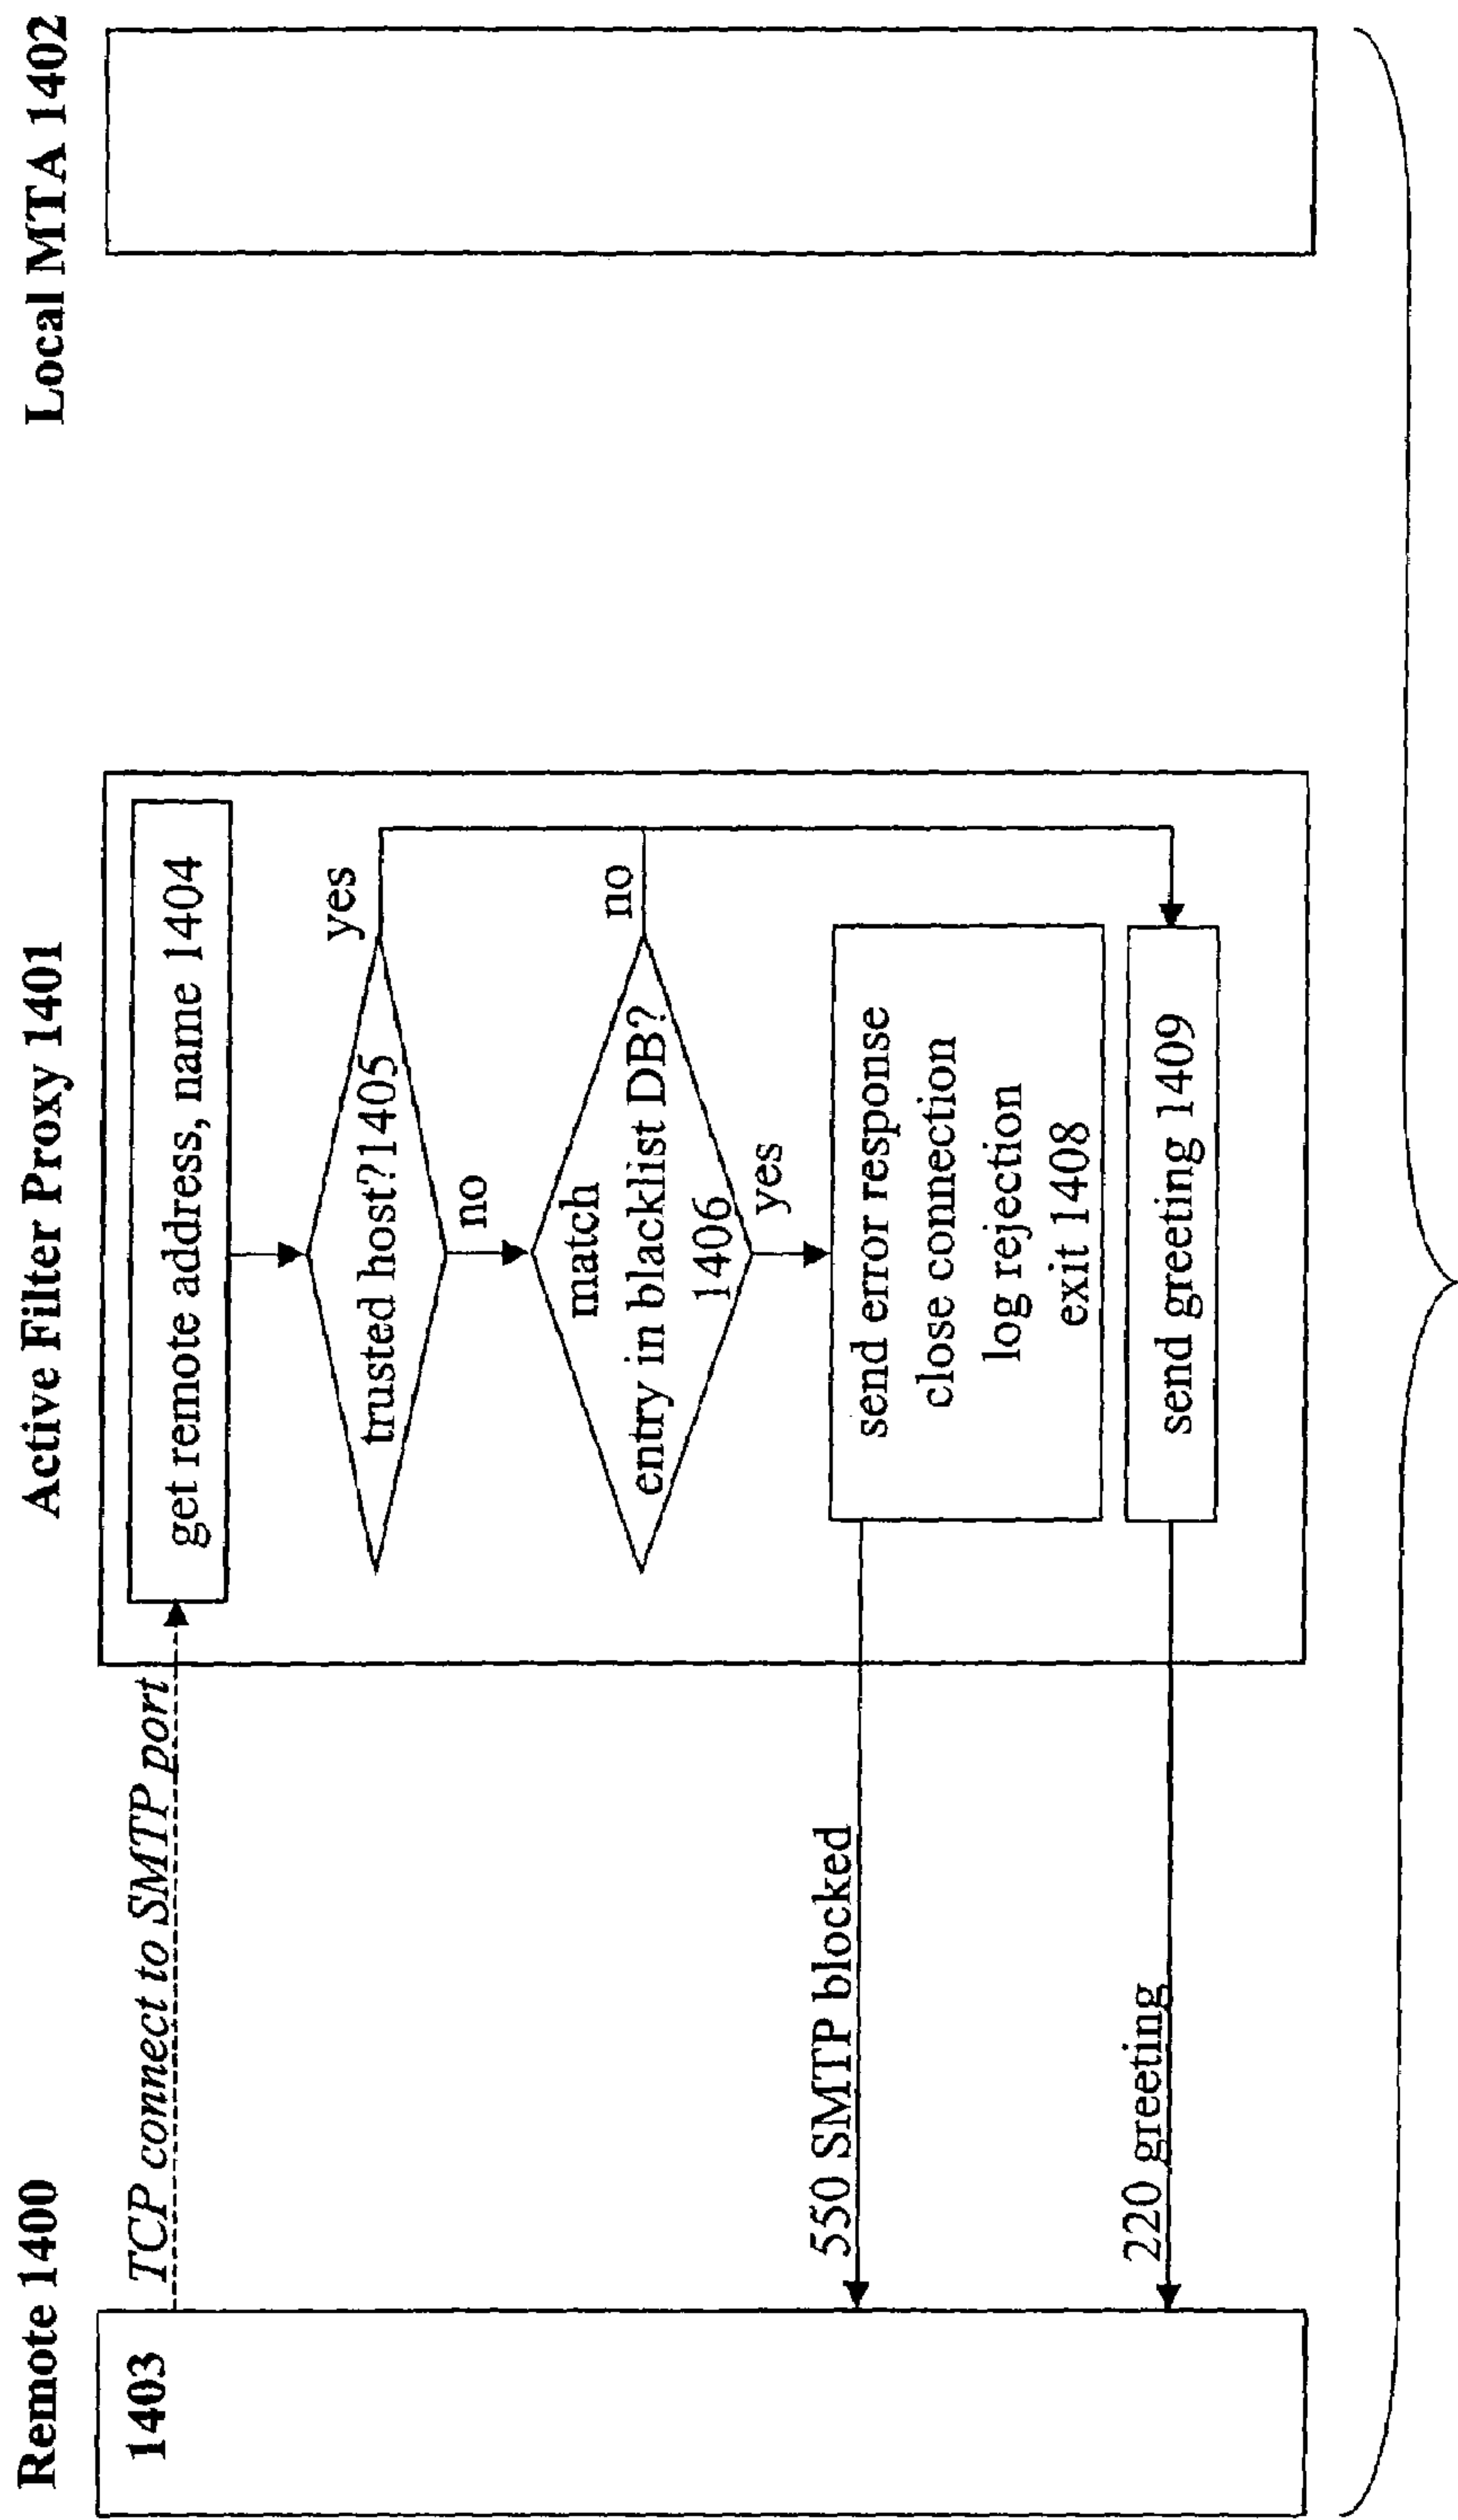 Remote 1400
Active Filter Proxy 1401
Local MTA 1402
1403
TCP connect to SMTP port
get remote address, name 1404
trusted host?1405
yes
no
match
entry in blacklist DB?
1406
no
yes
send error response
close connection
log rejection
exit 1408
550 SMTP blocked
send greeting 1409
220 greeting